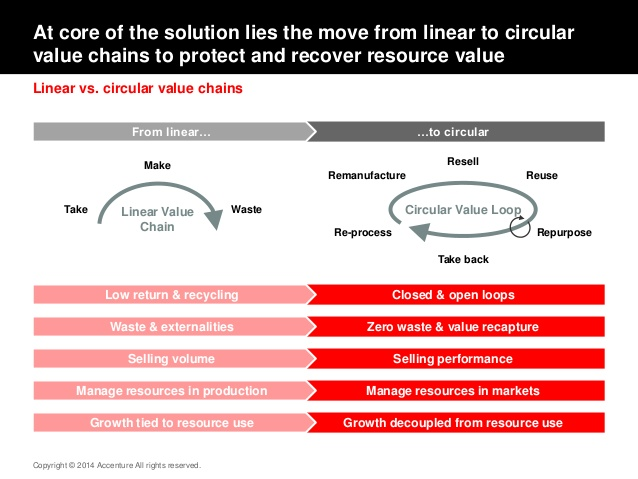 At core of the solution lies the move from linear to circular
value chains to protect and recover resource value
Linear vs. circular value chains
From linear…
…to circular
Make
Take
Linear Value
Chain
Waste
Resell
Remanufacture
Reuse
Circular Value Loop
Re-process
Repurpose
Take back
Low return & recycling
Closed & open loops
Waste & externalities
Zero waste & value recapture
Selling volume
Selling performance
Manage resources in production
Manage resources in markets
Growth tied to resource use
Growth decoupled from resource use
Copyright © 2014 Accenture All rights reserved.